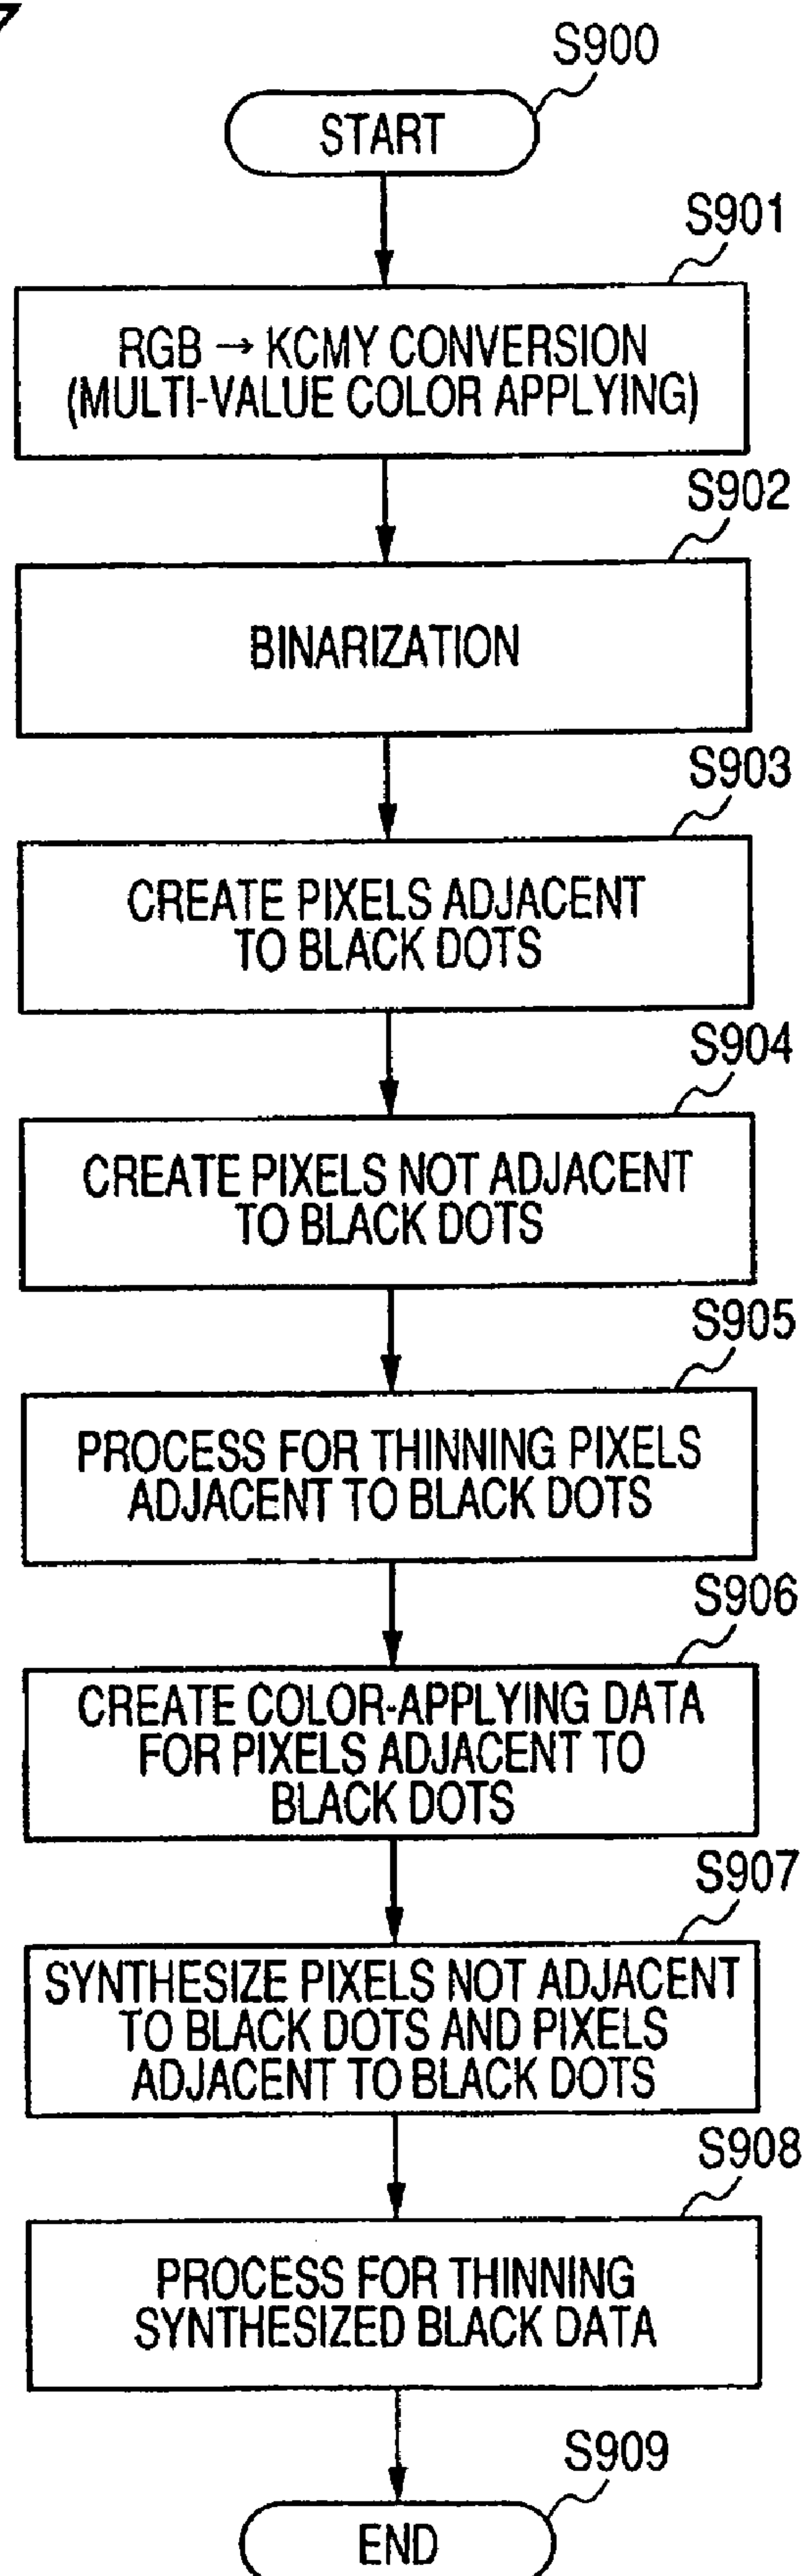 S900
START
S901
RGB → KCMY CONVERSION
(MULTI-VALUE COLOR APPLYING)
S902
BINARIZATION
S903
CREATE PIXELS ADJACENT
TO BLACK DOTS
S904
CREATE PIXELS NOT ADJACENT
TO BLACK DOTS
S905
PROCESS FOR THINNING PIXELS
ADJACENT TO BLACK DOTS
S906
CREATE COLOR-APPLYING DATA
FOR PIXELS ADJACENT TO
BLACK DOTS
S907
SYNTHESIZE PIXELS NOT ADJACENT
TO BLACK DOTS AND PIXELS
ADJACENT TO BLACK DOTS
S908
PROCESS FOR THINNING
SYNTHESIZED BLACK DATA
S909
END